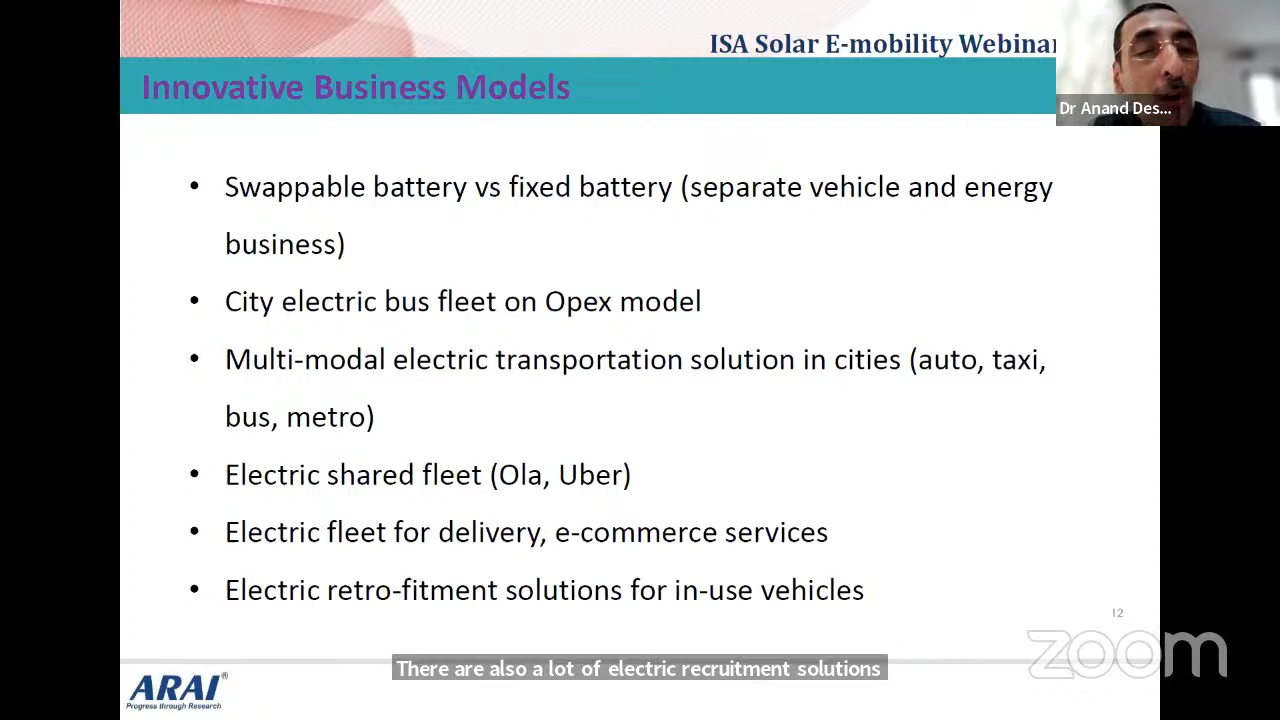 ISA Solar E-mobility Webinar
Innovative Business Models
Dr Anand Des...
• Swappable battery vs fixed battery (separate vehicle and energy
business)
• City electric bus fleet on Opex model
• Multi-modal electric transportation solution in cities (auto, taxi,
bus, metro)
• Electric shared fleet (Ola, Uber)
• Electric fleet for delivery, e-commerce services
• Electric retro-fitment solutions for in-use vehicles
12
zoom
There are also a lot of electric recruitment solutions
ARAI®
Progress through Research